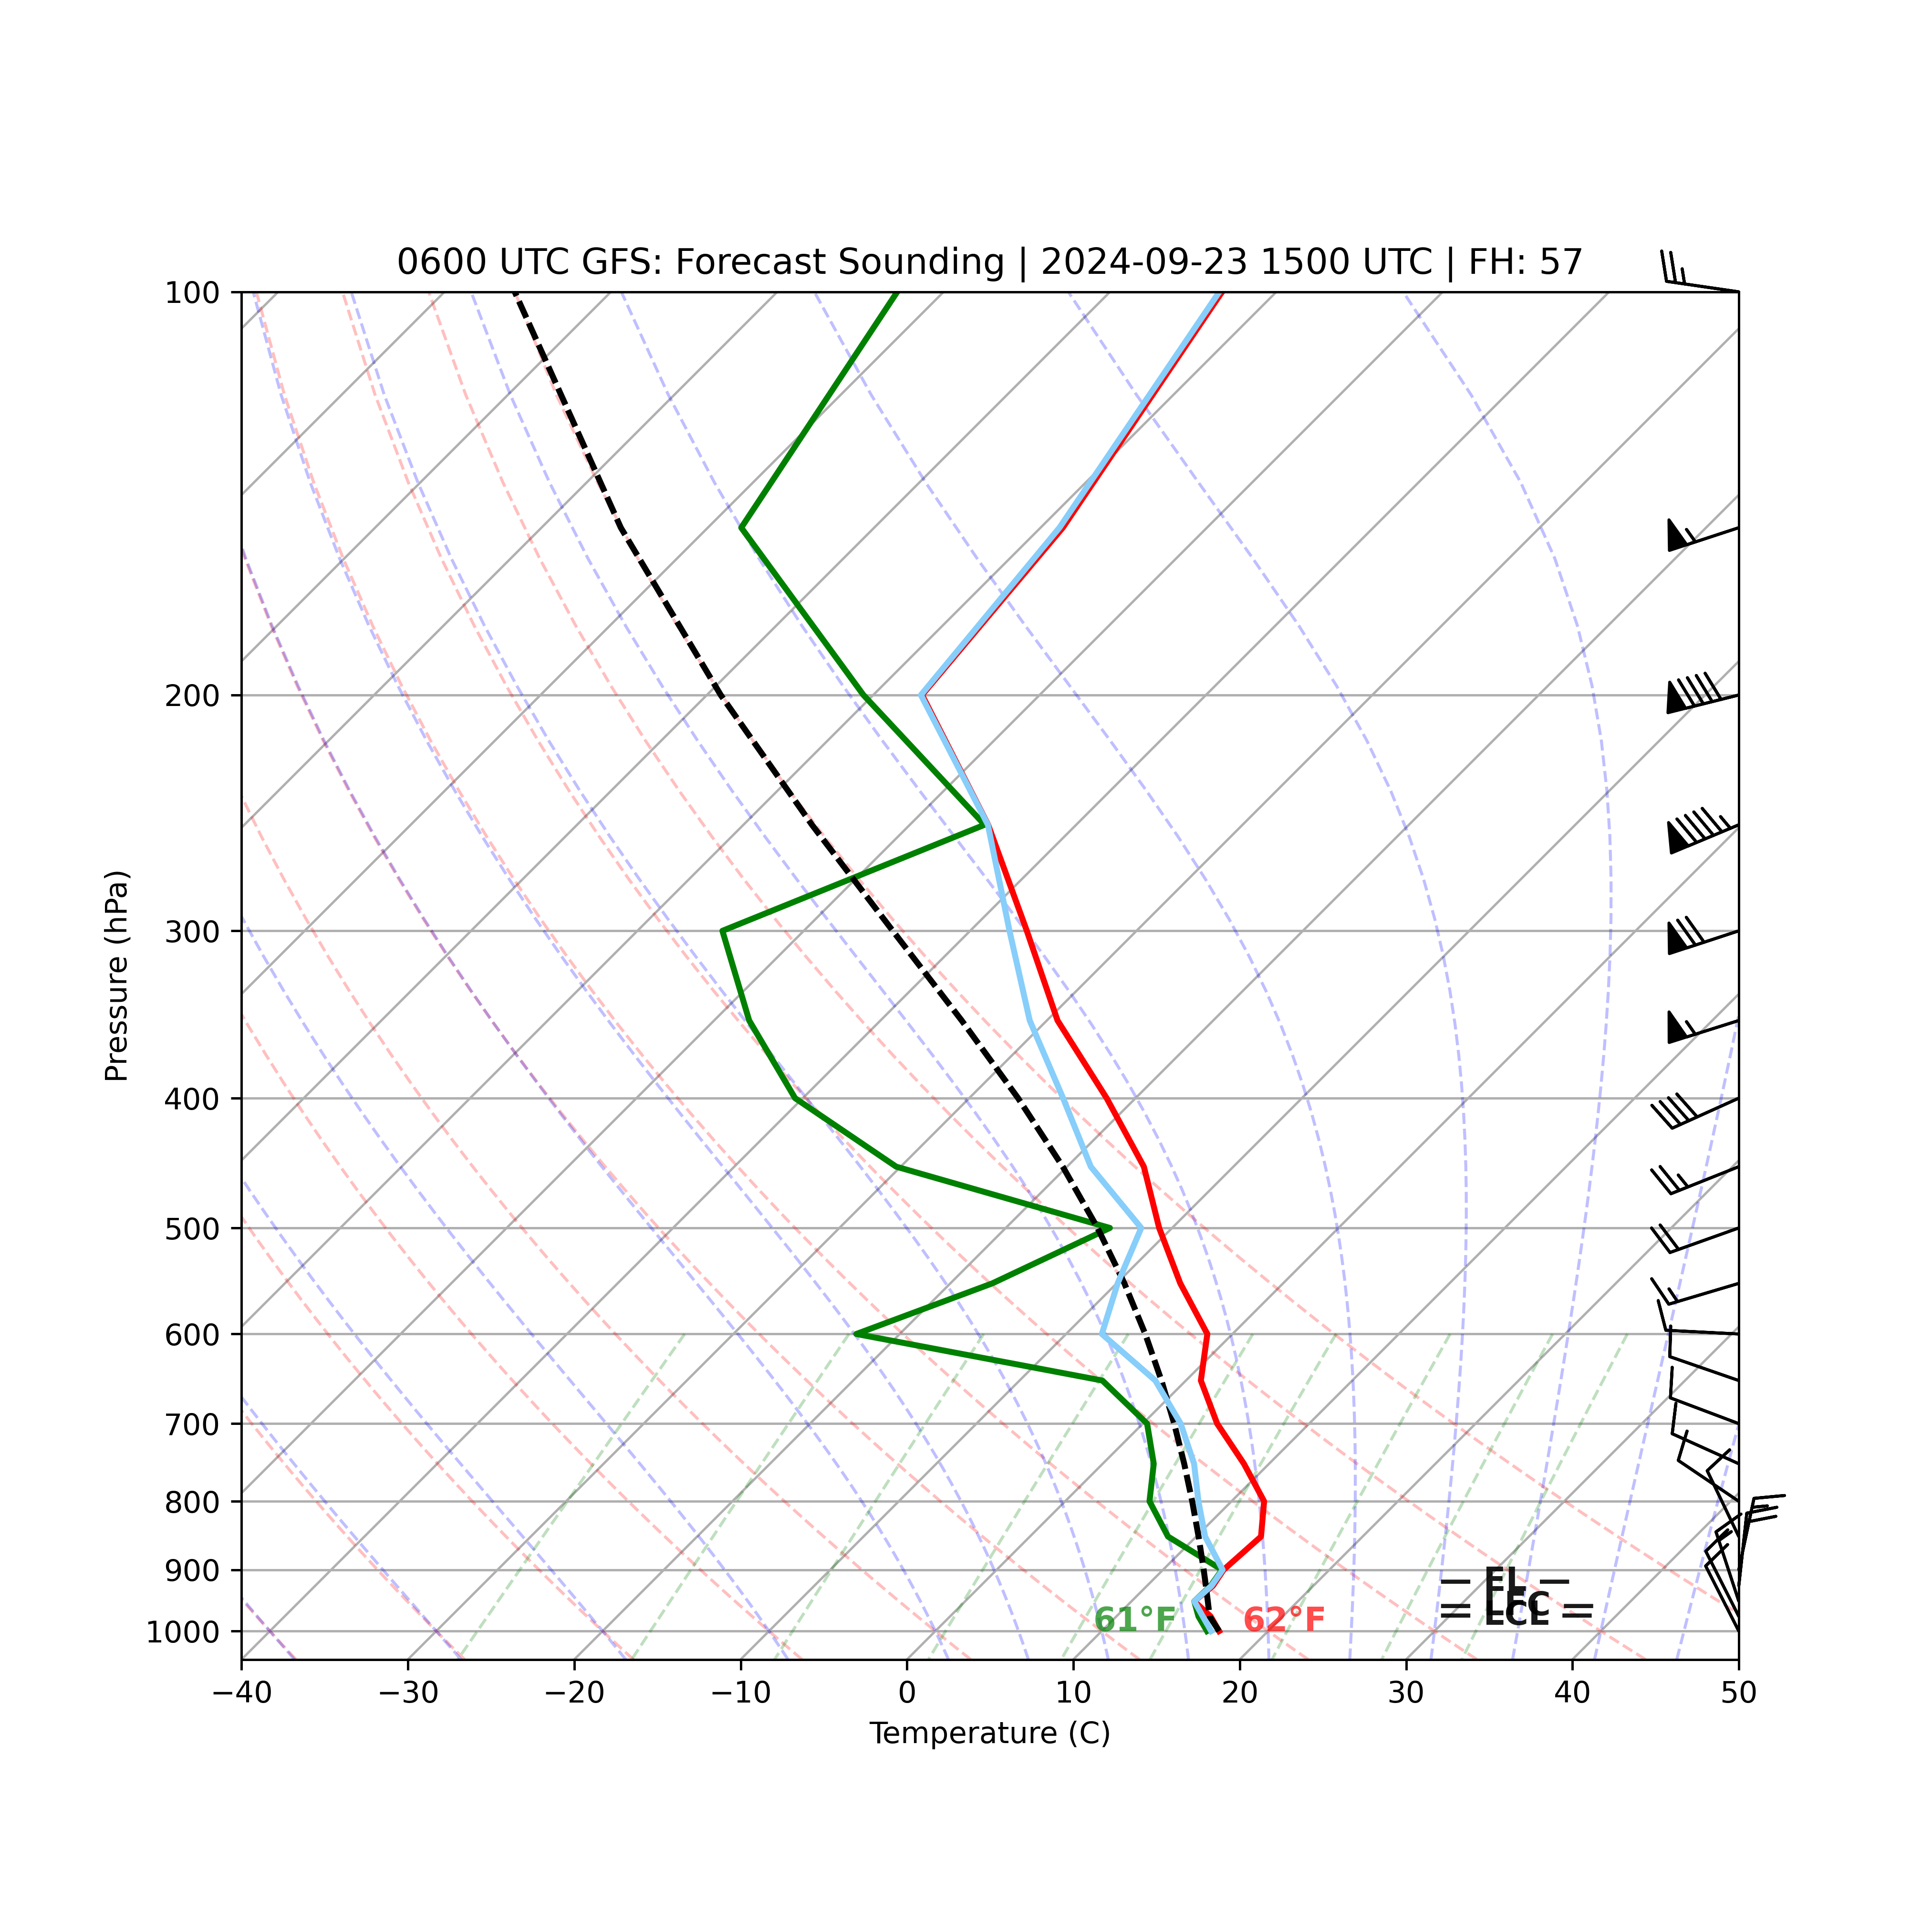 0600 UTC GFS: Forecast Sounding | 2024-09-23 1500 UTC | FH: 57
100
200
300
400
500
600
700
800
900
1000
Pressure (hPa)
— EL —
— LFC —
— LCL —
61°F 62°F
−40 −30 −20 −10 0 10 20 30 40 50
Temperature (C)